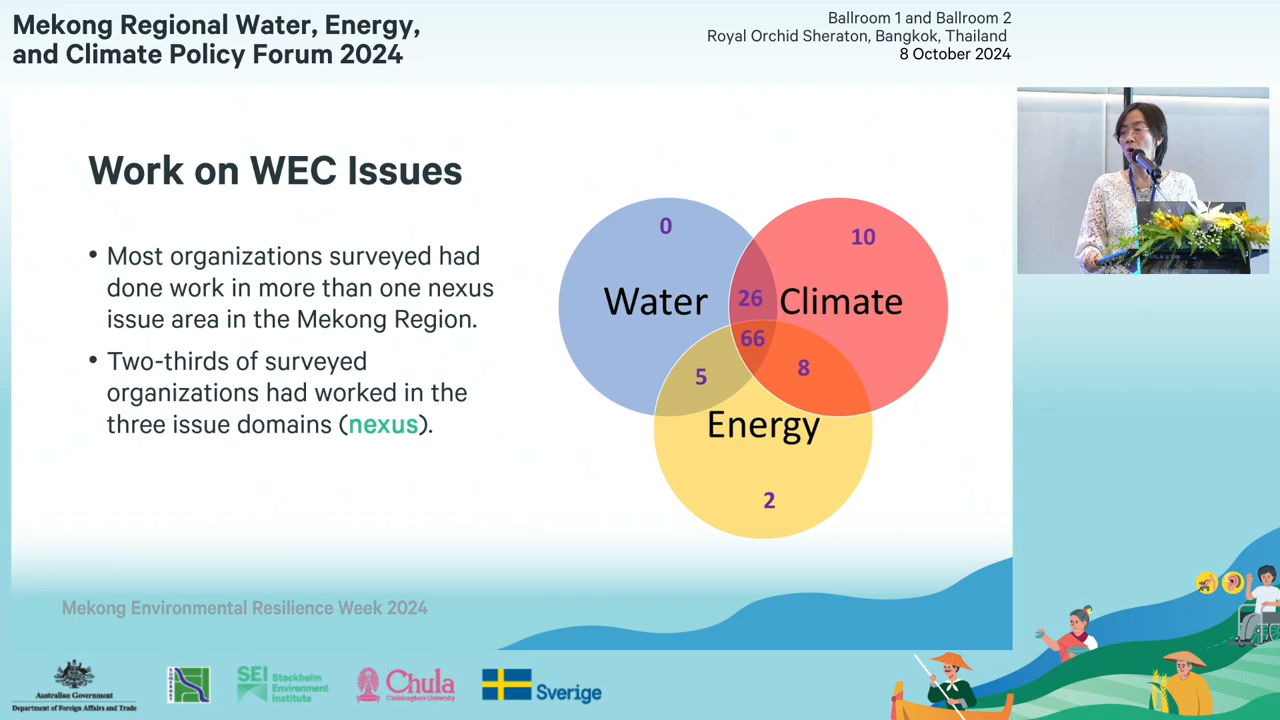 Mekong Regional Water, Energy,
and Climate Policy Forum 2024
Ballroom 1 and Ballroom 2
Royal Orchid Sheraton, Bangkok, Thailand
8 October 2024
Work on WEC Issues
• Most organizations surveyed had
done work in more than one nexus
issue area in the Mekong Region.
• Two-thirds of surveyed
organizations had worked in the
three issue domains (nexus).
0
10
Water
26
Climate
66
5
8
Energy
2
Mekong Environmental Resilience Week 2024
Australian Government
Department of Foreign Affairs and Trade
SEI Stockholm
Environment
Institute
Chula
Chulalongkorn University
Sverige